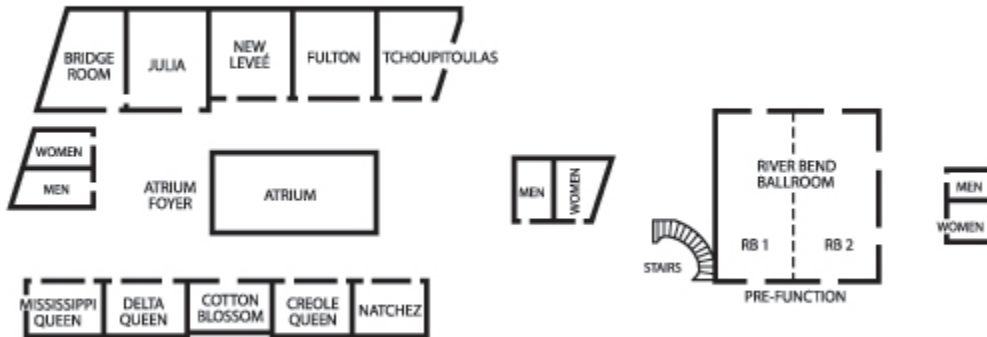 BRIDGE
ROOM
JULIA
NEW
LEVEÉ
FULTON
TCHOUPITOULAS
WOMEN
MEN
ATRIUM
FOYER
ATRIUM
MEN
WOMEN
RIVER BEND
BALLROOM
RB 1
RB 2
STAIRS
PRE-FUNCTION
MEN
WOMEN
MISSISSIPPI
QUEEN
DELTA
QUEEN
COTTON
BLOSSOM
CREOLE
QUEEN
NATCHEZ